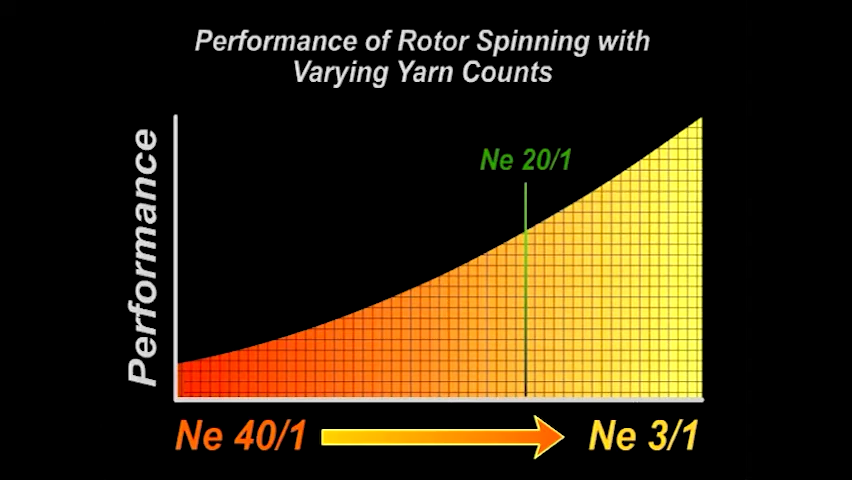 Performance of Rotor Spinning with
Varying Yarn Counts
Performance
Ne 20/1
Ne 40/1
Ne 3/1